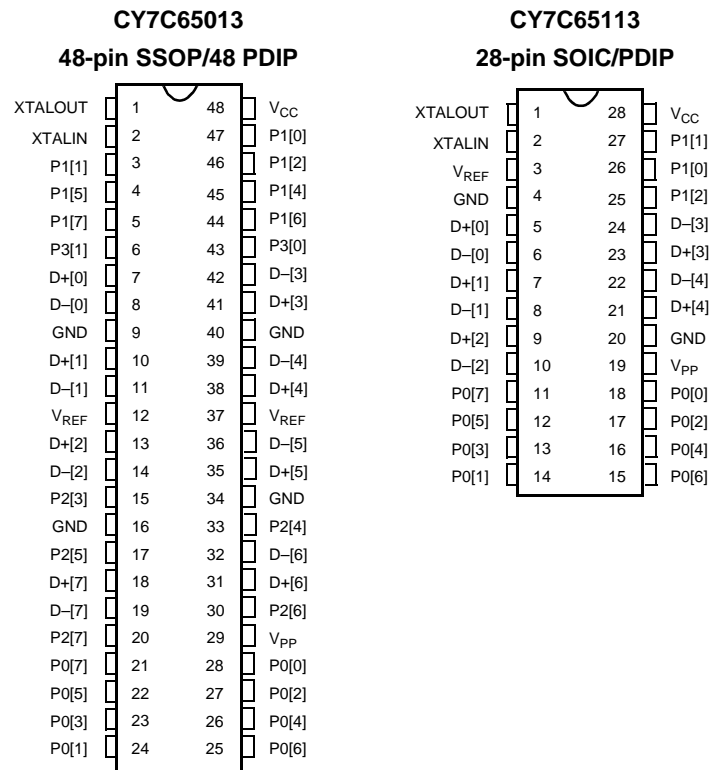 CY7C65013
48-pin SSOP/48 PDIP
XTALOUT 1 48 VCC
XTALIN 2 47 P1[0]
P1[1] 3 46 P1[2]
P1[5] 4 45 P1[4]
P1[7] 5 44 P1[6]
P3[1] 6 43 P3[0]
D+[0] 7 42 D–[3]
D–[0] 8 41 D+[3]
GND 9 40 GND
D+[1] 10 39 D–[4]
D–[1] 11 38 D+[4]
VREF 12 37 VREF
D+[2] 13 36 D–[5]
D–[2] 14 35 D+[5]
P2[3] 15 34 GND
GND 16 33 P2[4]
P2[5] 17 32 D–[6]
D+[7] 18 31 D+[6]
D–[7] 19 30 P2[6]
P2[7] 20 29 VPP
P0[7] 21 28 P0[0]
P0[5] 22 27 P0[2]
P0[3] 23 26 P0[4]
P0[1] 24 25 P0[6]
CY7C65113
28-pin SOIC/PDIP
XTALOUT 1 28 VCC
XTALIN 2 27 P1[1]
VREF 3 26 P1[0]
GND 4 25 P1[2]
D+[0] 5 24 D–[3]
D–[0] 6 23 D+[3]
D+[1] 7 22 D–[4]
D–[1] 8 21 D+[4]
D+[2] 9 20 GND
D–[2] 10 19 VPP
P0[7] 11 18 P0[0]
P0[5] 12 17 P0[2]
P0[3] 13 16 P0[4]
P0[1] 14 15 P0[6]